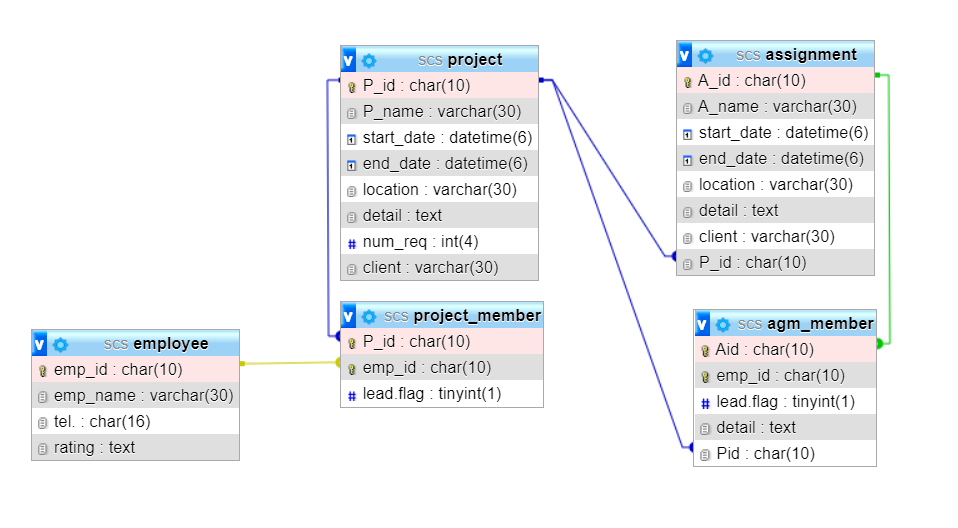 v scs project
P_id : char(10)
P_name : varchar(30)
start_date : datetime(6)
end_date : datetime(6)
location : varchar(30)
detail : text
# num_req : int(4)
client : varchar(30)
v scs assignment
A_id : char(10)
A_name : varchar(30)
start_date : datetime(6)
end_date : datetime(6)
location : varchar(30)
detail : text
client : varchar(30)
P_id : char(10)
v scs employee
emp_id : char(10)
emp_name : varchar(30)
tel. : char(16)
rating : text
v scs project_member
P_id : char(10)
emp_id : char(10)
# lead.flag : tinyint(1)
v scs agm_member
Aid : char(10)
emp_id : char(10)
# lead.flag : tinyint(1)
detail : text
Pid : char(10)